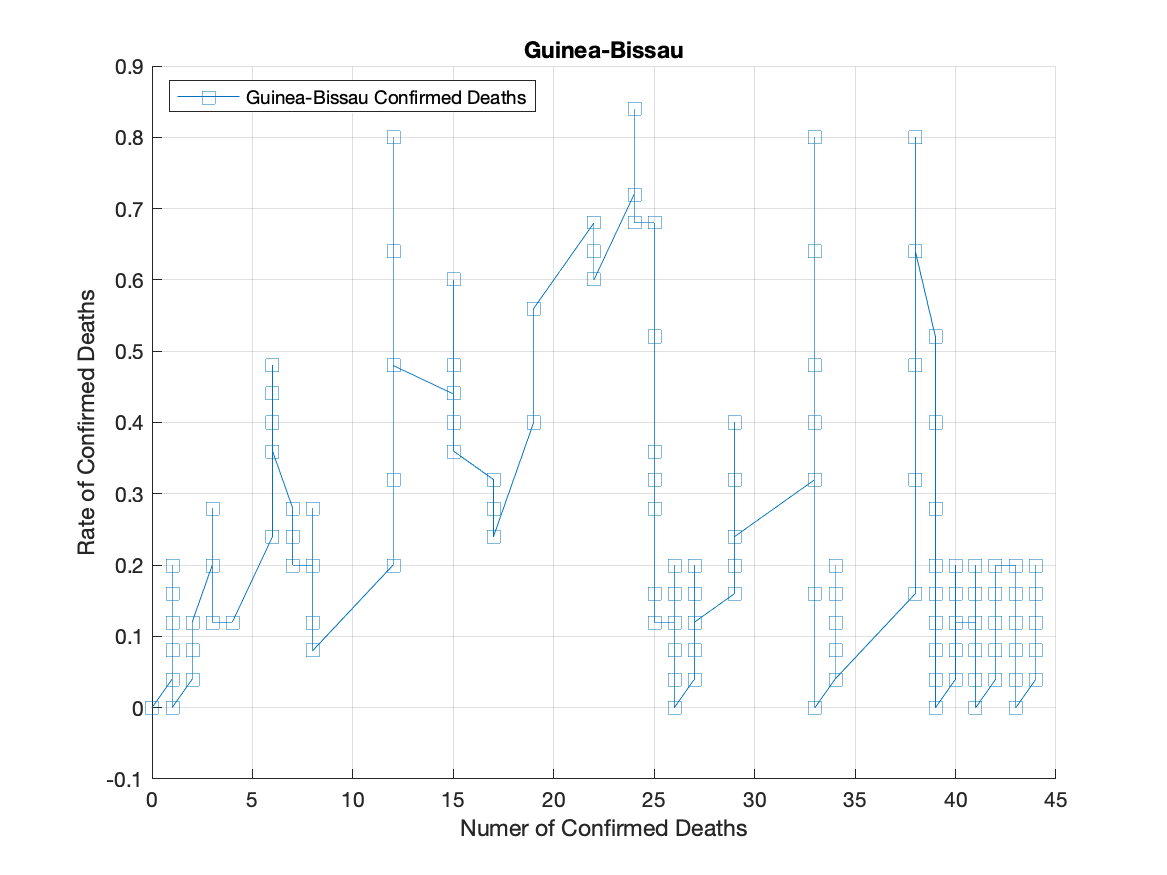 Guinea-Bissau
Guinea-Bissau Confirmed Deaths
0.9
0.8
0.7
0.6
0.5
0.4
0.3
0.2
0.1
0
-0.1
Rate of Confirmed Deaths
0 5 10 15 20 25 30 35 40 45
Numer of Confirmed Deaths